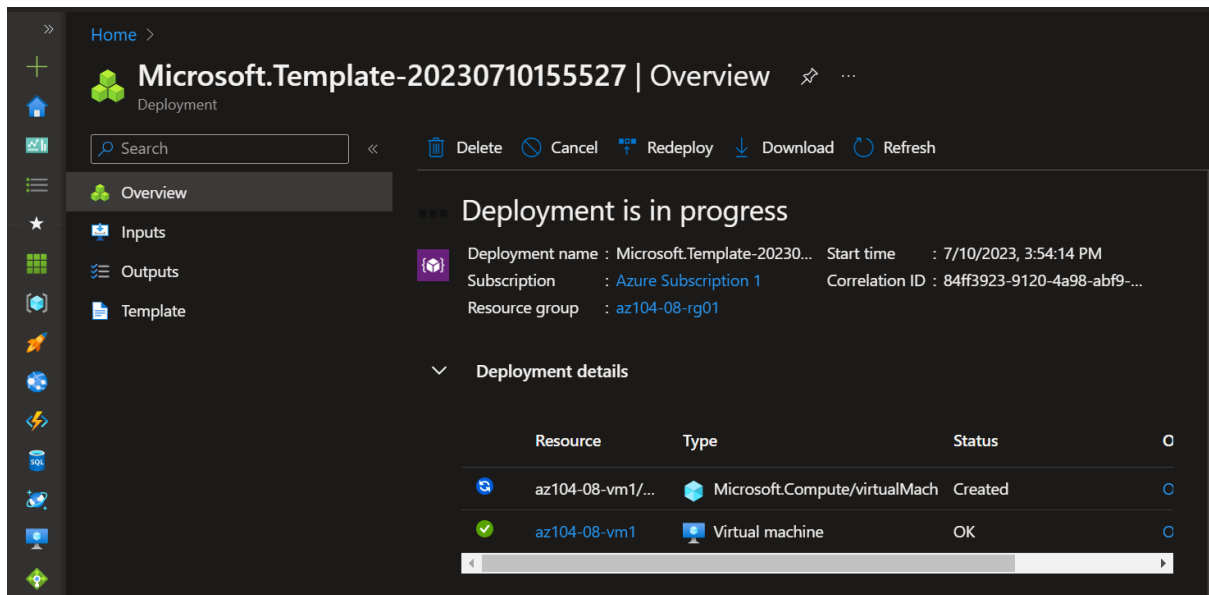 Home >
Microsoft.Template-20230710155527 | Overview ...
Deployment
Search «
Delete Cancel Redeploy Download Refresh
Overview
Inputs
Outputs
Template
Deployment is in progress
Deployment name : Microsoft.Template-20230... Start time : 7/10/2023, 3:54:14 PM
Subscription : Azure Subscription 1 Correlation ID : 84ff3923-9120-4a98-abf9-...
Resource group : az104-08-rg01
Deployment details
Resource Type Status O
az104-08-vm1/... Microsoft.Compute/virtualMach Created O
az104-08-vm1 Virtual machine OK O
SQL